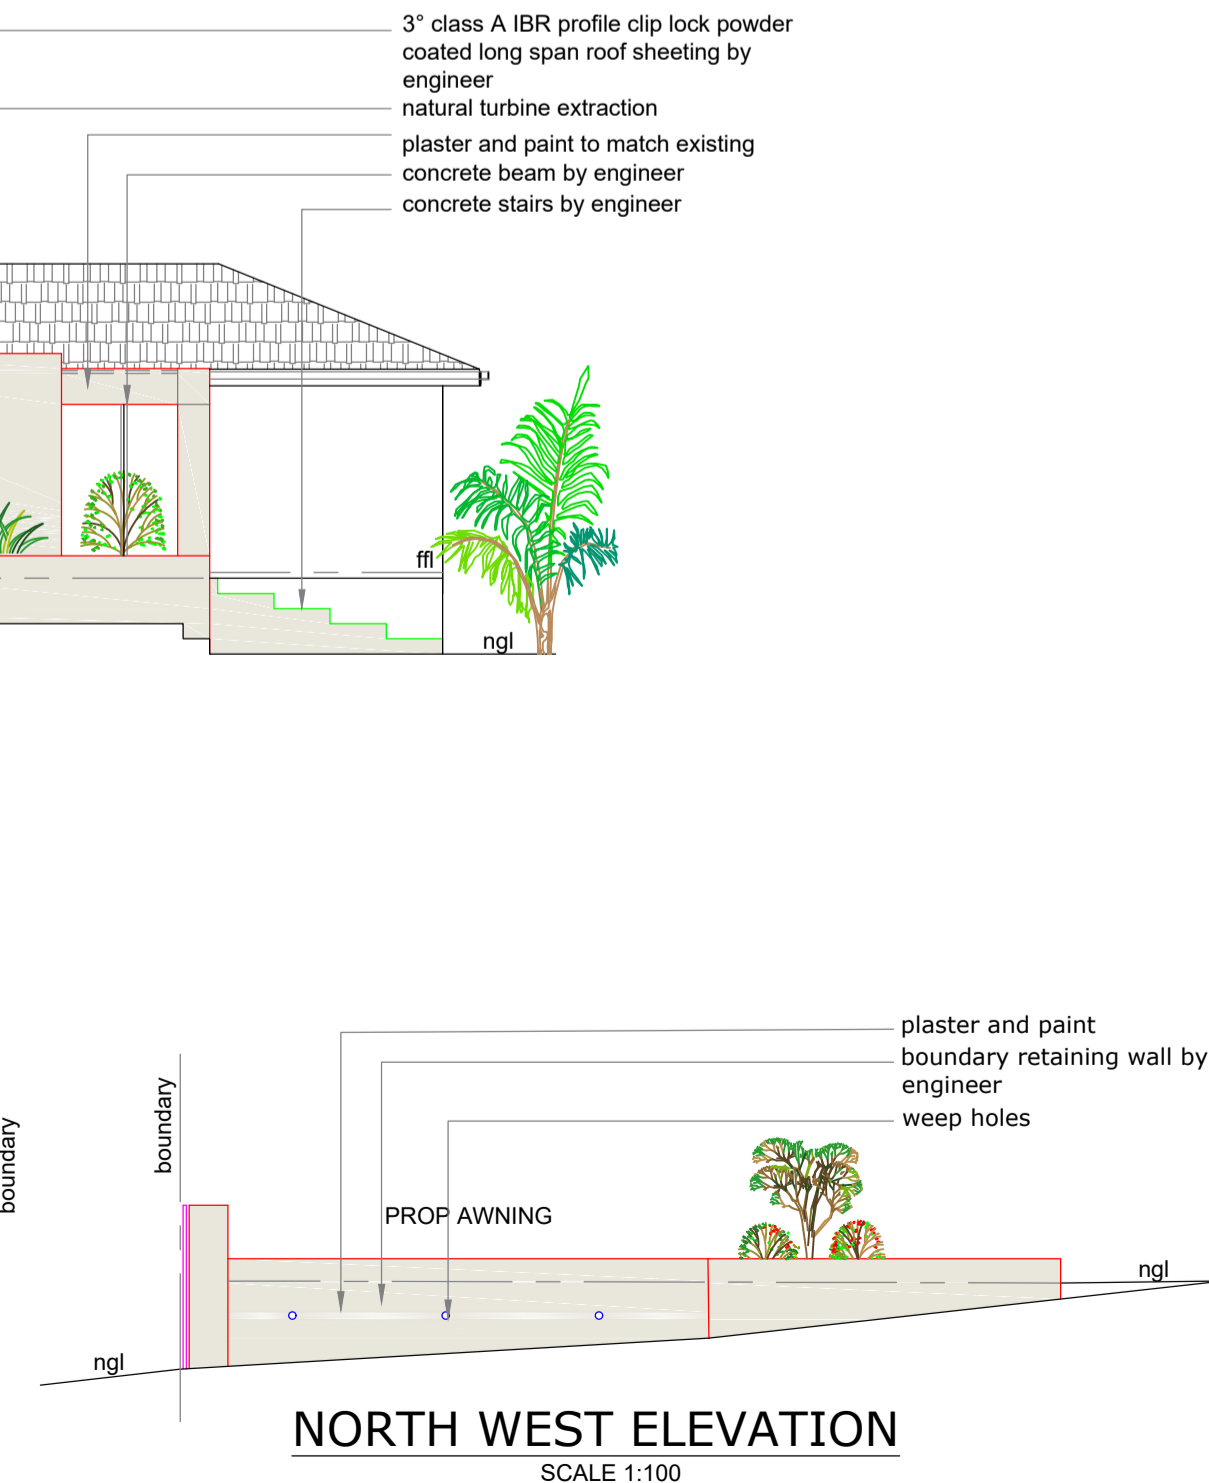 3° class A IBR profile clip lock powder
coated long span roof sheeting by
engineer
natural turbine extraction
plaster and paint to match existing
concrete beam by engineer
concrete stairs by engineer
ffl
ngl
plaster and paint
boundary retaining wall by
engineer
weep holes
boundary
boundary
PROP AWNING
ngl
ngl
NORTH WEST ELEVATION
SCALE 1:100